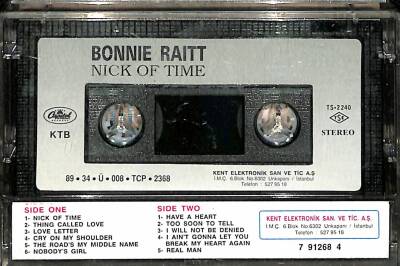 BONNIE RAITT
NICK OF TIME
TS-2240
TSE
Capitol
KTB
STEREO
89 • 34 • Ü • 008 • TCP • 2368
KENT ELEKTRONİK SAN VE TİC A.Ş
İ.M.Ç. 6.Blok No:6302 Unkapanı / İstanbul
Telefon : 527 95 18
SIDE ONE
1- NICK OF TIME
2- THING CALLED LOVE
3- LOVE LETTER
4- CRY ON MY SHOULDER
5- THE ROAD'S MY MIDDLE NAME
6- NOBODY'S GIRL
SIDE TWO
1- HAVE A HEART
2- TOO SOON TO TELL
3- I WILL NOT BE DENIED
4- I AIN'T GONNA LET YOU
BREAK MY HEART AGAIN
5- REAL MAN
KENT ELEKTRONİK SAN. VE TİC. A.Ş.
İ.M.Ç. 6.Blok No:6302 Unkapanı / İstanbul
Telefon : 527 95 18
7 91268 4